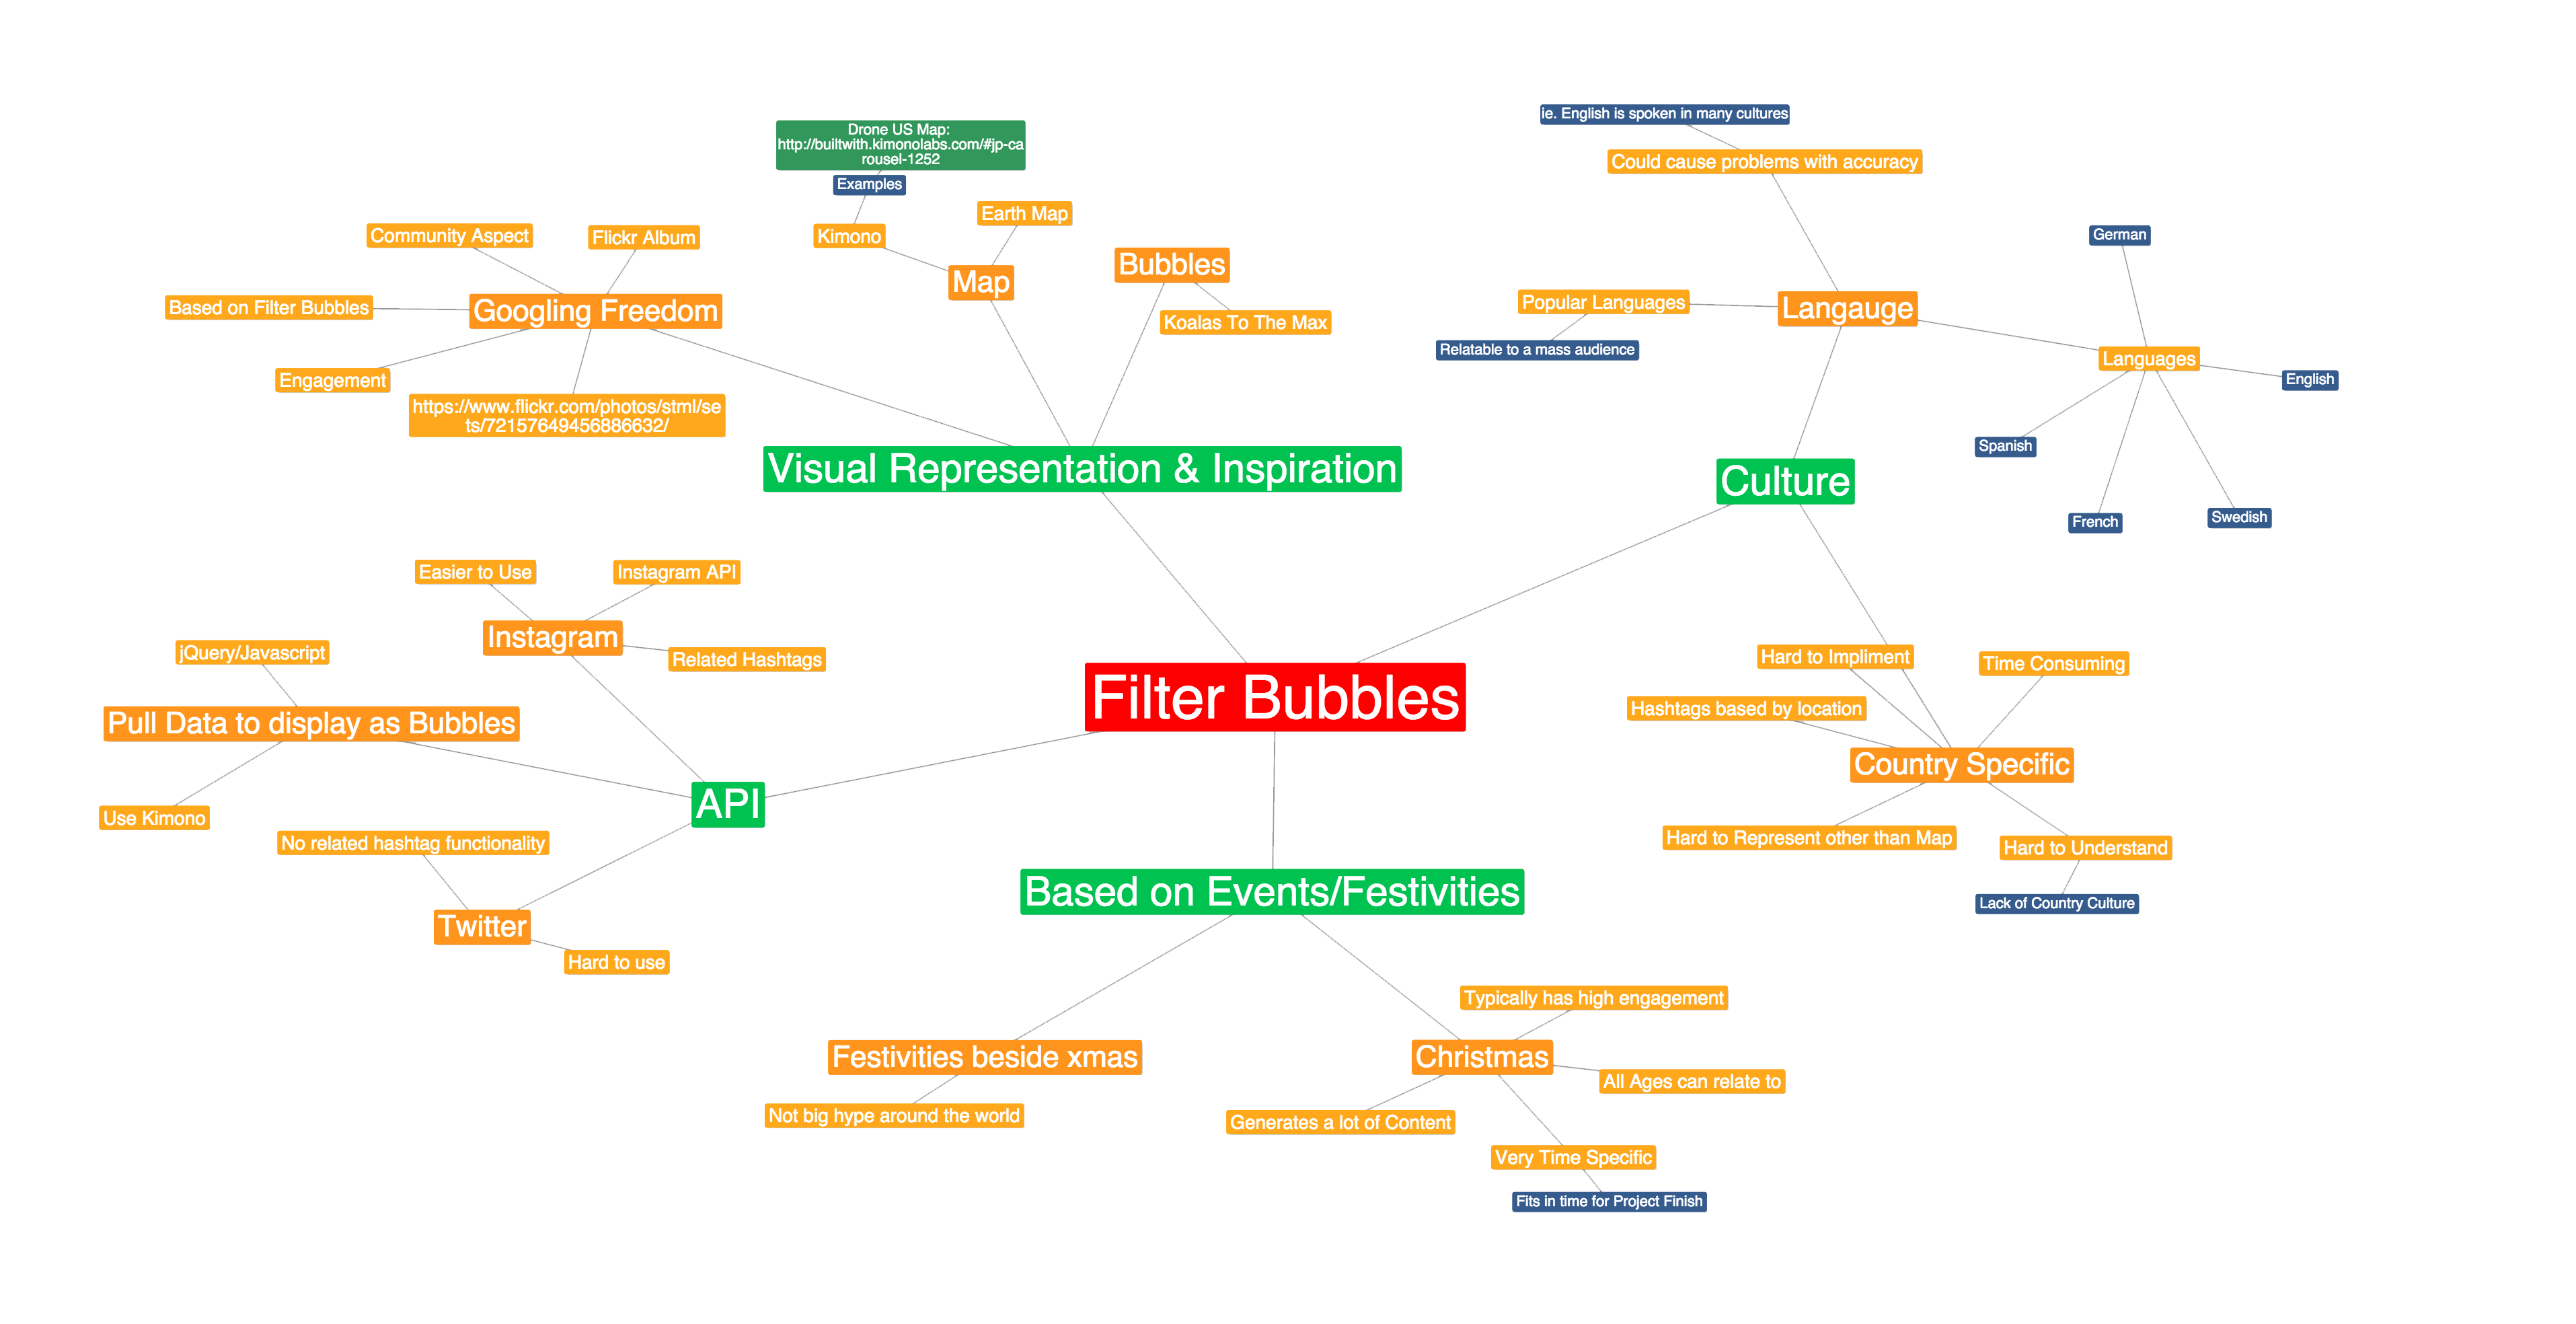 ie. English is spoken in many cultures
Drone US Map:
http://builtwith.kimonolabs.com/#jp-ca
rousel-1252
Could cause problems with accuracy
Examples
Earth Map
Community Aspect
Flickr Album
Kimono
German
Bubbles
Map
Based on Filter Bubbles
Googling Freedom
Koalas To The Max
Popular Languages
Langauge
Relatable to a mass audience
Languages
Engagement
English
https://www.flickr.com/photos/stml/se
ts/72157649456886632/
Spanish
Visual Representation & Inspiration
Culture
French
Swedish
Easier to Use
Instagram API
Instagram
jQuery/Javascript
Related Hashtags
Hard to Impliment
Time Consuming
Filter Bubbles
Hashtags based by location
Pull Data to display as Bubbles
Country Specific
API
Use Kimono
No related hashtag functionality
Hard to Represent other than Map
Hard to Understand
Based on Events/Festivities
Lack of Country Culture
Twitter
Hard to use
Typically has high engagement
Festivities beside xmas
Christmas
All Ages can relate to
Not big hype around the world
Generates a lot of Content
Very Time Specific
Fits in time for Project Finish